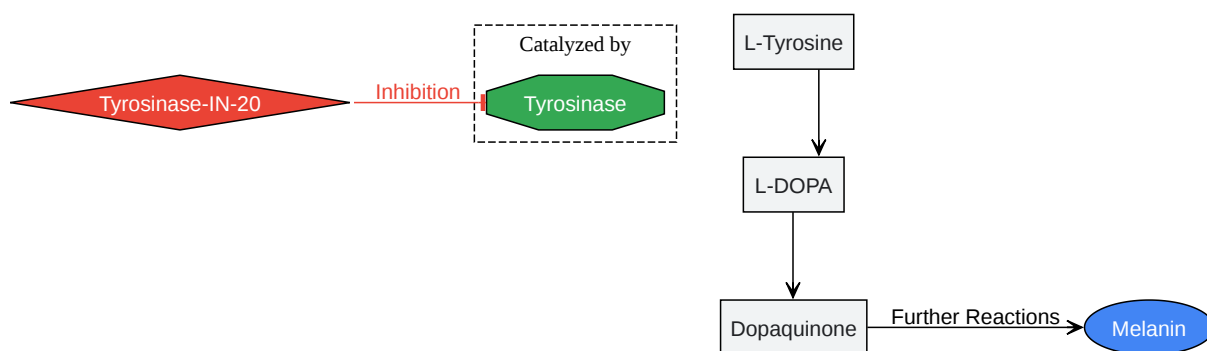 L-Tyrosine
Catalyzed by
Tyrosinase-IN-20
Inhibition
Tyrosinase
L-DOPA
Dopaquinone
Further Reactions
Melanin